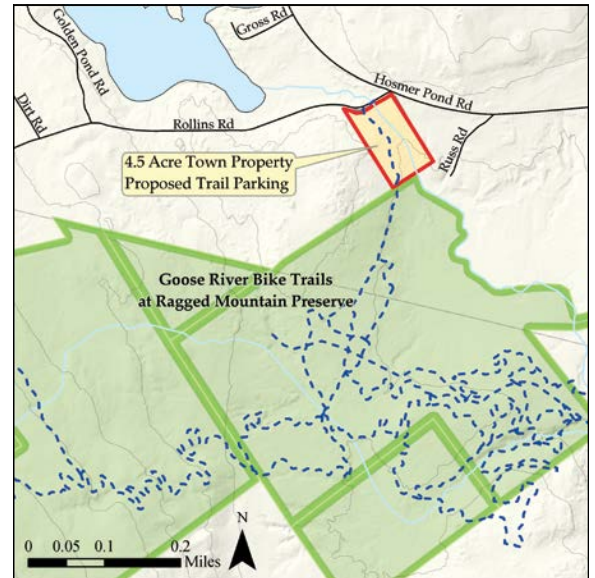 Gross Rd
Golden Pond Rd
Hosmer Pond Rd
Dirt Rd
Rollins Rd
Russ Rd
4.5 Acre Town Property
Proposed Trail Parking
Goose River Bike Trails
at Ragged Mountain Preserve
N
0 0.05 0.1 0.2
Miles